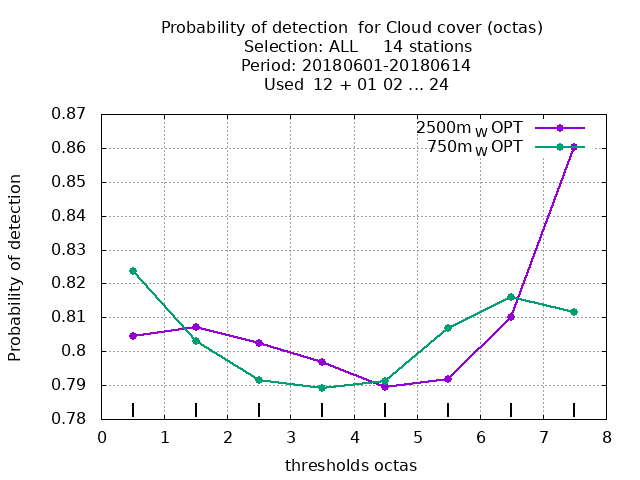 Probability of detection  for Cloud cover (octas)
Selection: ALL     14 stations
Period: 20180601-20180614
Used  12 + 01 02 ... 24
0.87
0.86
0.85
0.84
0.83
0.82
0.81
0.8
0.79
0.78
Probability of detection
2500m W OPT
750m W OPT
0 1 2 3 4 5 6 7 8
thresholds octas